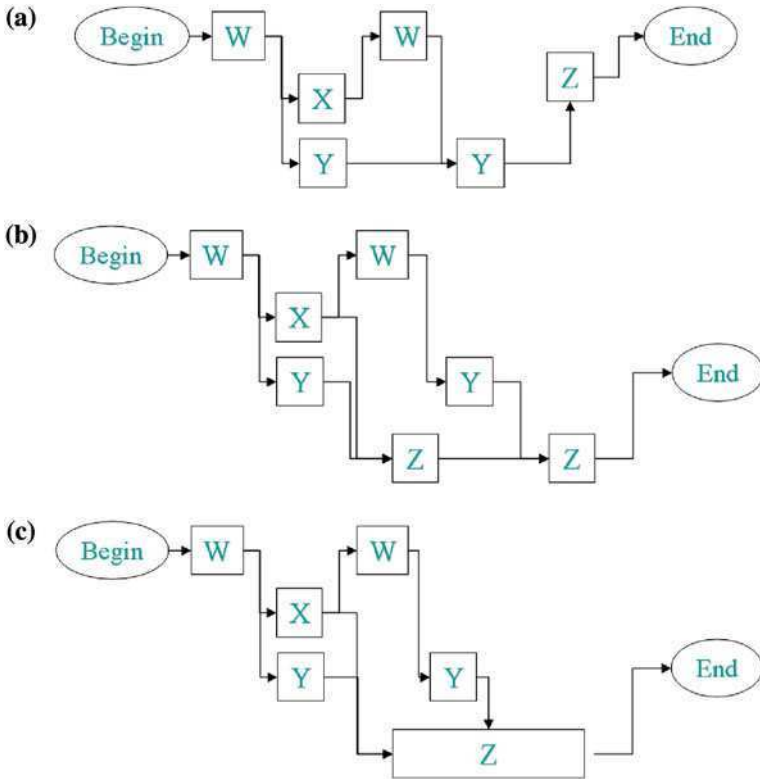 (a)
Begin W W End
X Z
Y Y
(b)
Begin W W
X
Y Y End
Z Z
(c)
Begin W W
X
Y Y End
Z